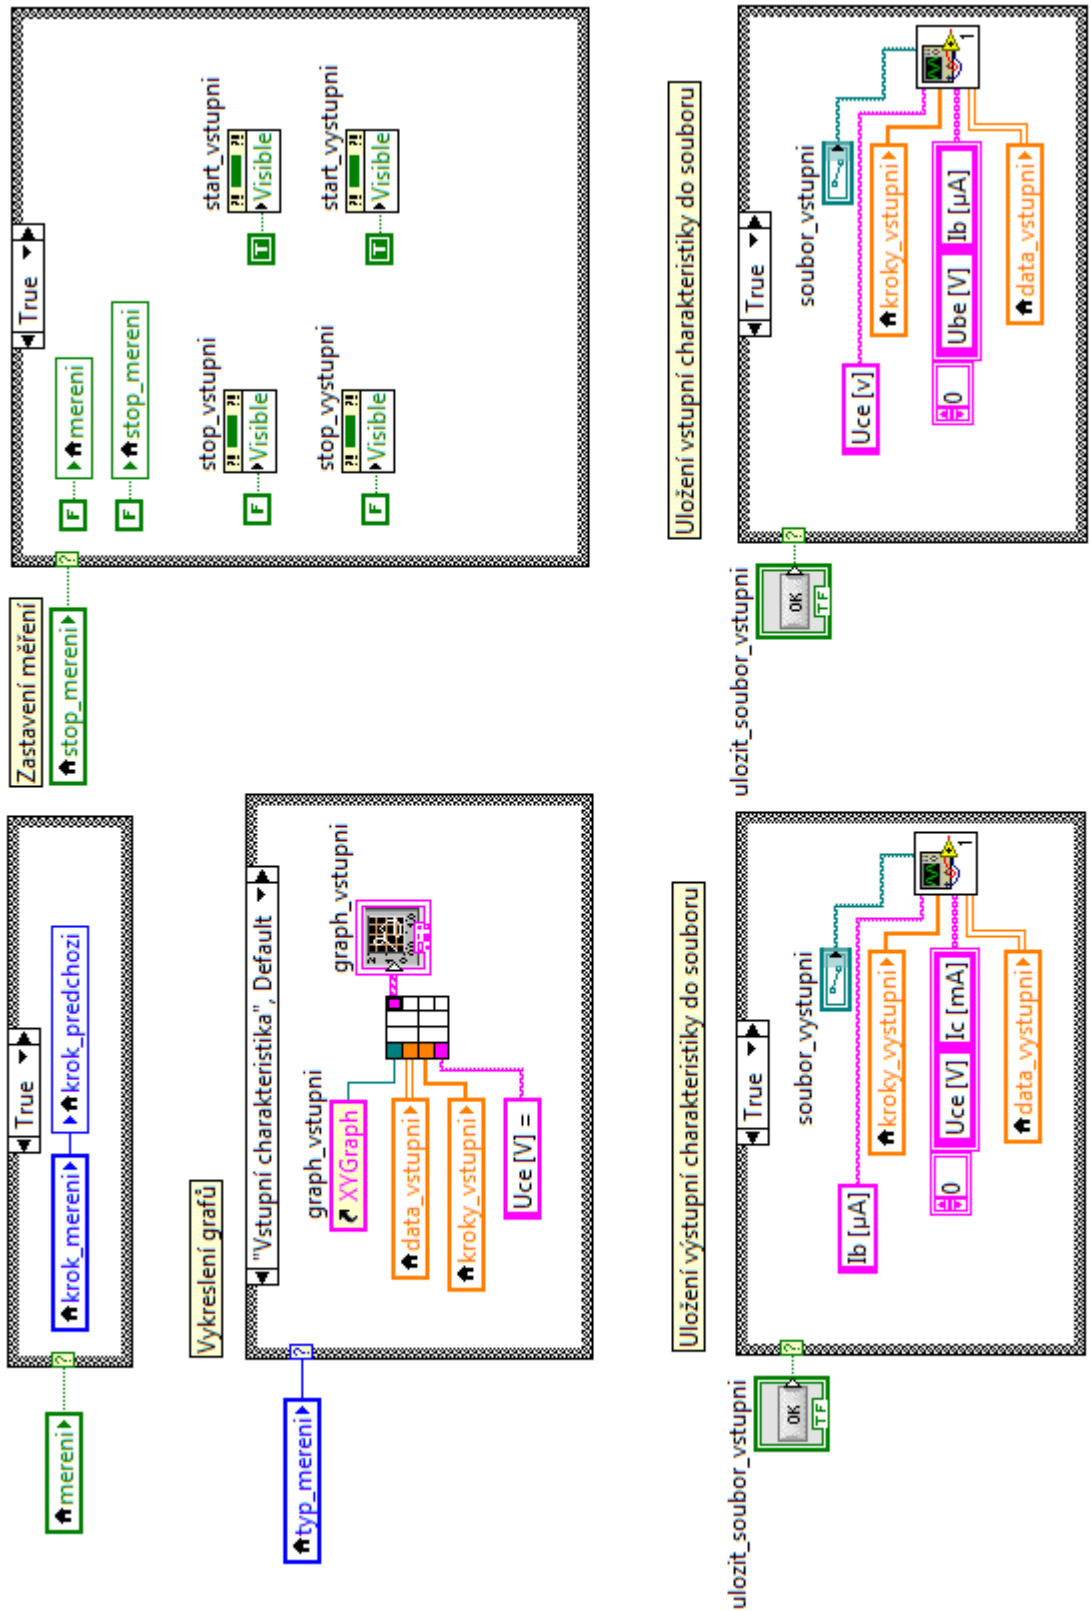 True
mereni
?
krok_mereni
krok_predchozi
Zastavení měření
stop_mereni
?
True
F
mereni
F
stop_mereni
stop_vstupni
F
Visible
start_vstupni
T
Visible
stop_vystupni
F
Visible
start_vystupni
T
Visible
Vykreslení grafů
typ_mereni
?
"Vstupní charakteristika", Default
graph_vstupni
XYGraph
data_vstupni
kroky_vstupni
Uce [V] =
graph_vstupni
Uložení výstupní charakteristiky do souboru
ulozit_soubor_vstupni
OK
TF
?
True
soubor_vystupni
Ib [µA]
kroky_vystupni
0
Uce [V]
Ic [mA]
data_vystupni
1
Uložení vstupní charakteristiky do souboru
ulozit_soubor_vstupni
OK
TF
?
True
soubor_vstupni
Uce [v]
kroky_vstupni
0
Ube [V]
Ib [µA]
data_vstupni
1